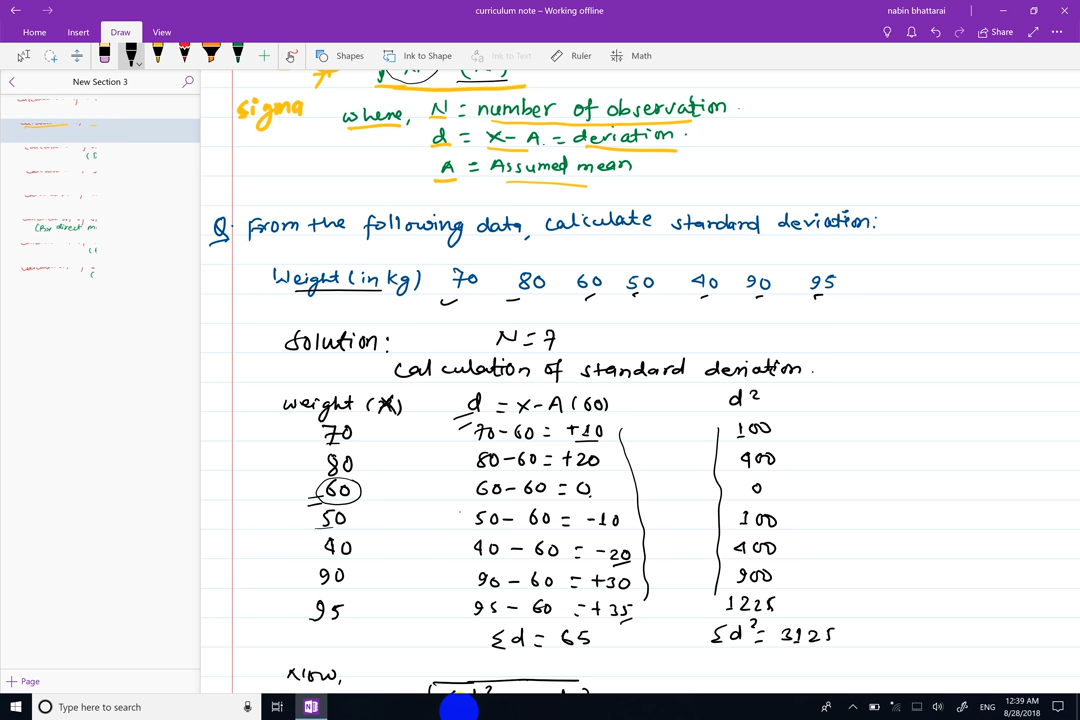 curriculum note – Working offline
nabin bhattarai
Home Insert Draw View
Share
Shapes Ink to Shape Ink to Text Ruler Math
New Section 3
sigma where, N = number of observation.
d = X - A = deviation.
A = Assumed mean
Q. From the following data, calculate standard deviation:
Weight (in kg) 70 80 60 50 40 90 95
Solution: N = 7
Calculation of standard deviation.
weight (X) d = X - A (60) d²
70 70 - 60 = +10 100
80 80 - 60 = +20 400
60 60 - 60 = 0 0
50 50 - 60 = -10 100
40 40 - 60 = -20 400
90 90 - 60 = +30 900
95 95 - 60 = +35 1225
Σd = 65 Σd² = 3125
Now,
+ Page
Type here to search
ENG
12:39 AM
8/28/2018